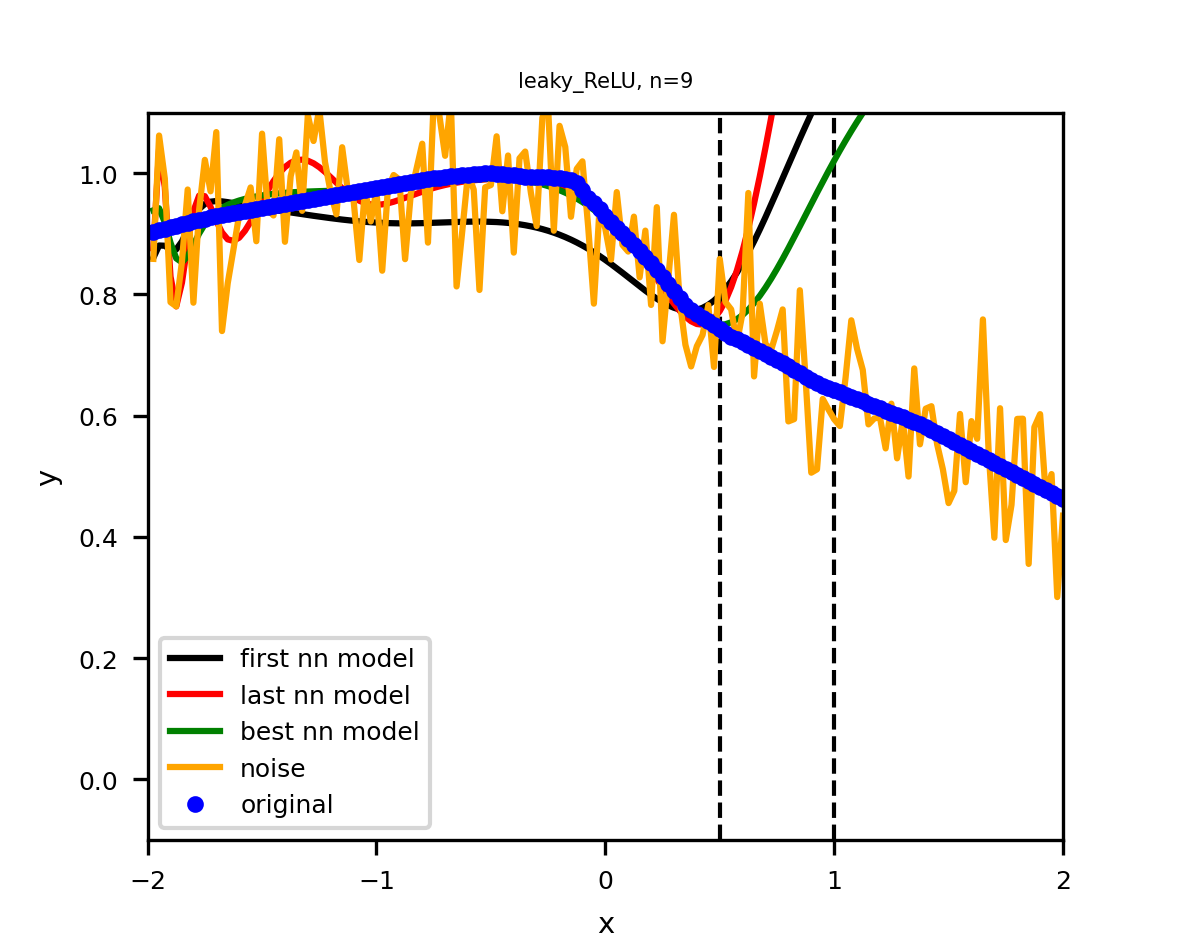 leaky_ReLU, n=9
1.0
0.8
0.6
0.4
0.2
0.0
y
first nn model
last nn model
best nn model
noise
original
−2
−1
0
1
2
x